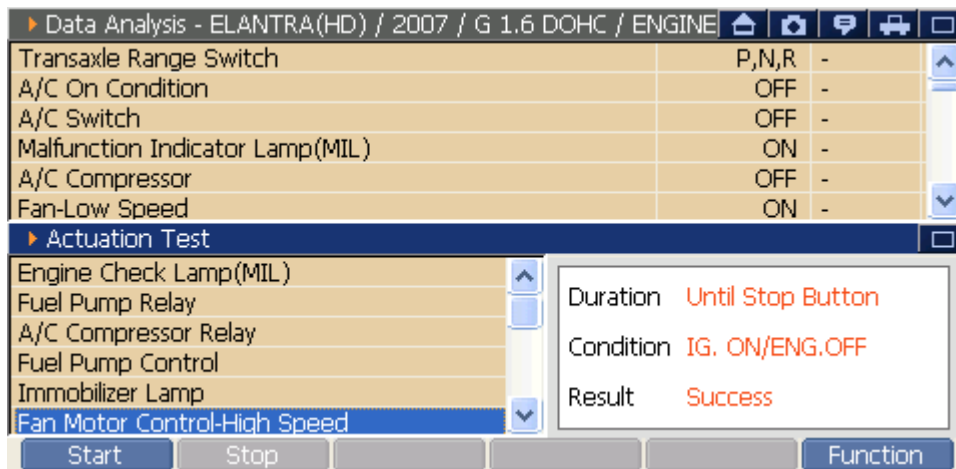 Data Analysis - ELANTRA(HD) / 2007 / G 1.6 DOHC / ENGINE
Transaxle Range Switch P,N,R -
A/C On Condition OFF -
A/C Switch OFF -
Malfunction Indicator Lamp(MIL) ON -
A/C Compressor OFF -
Fan-Low Speed ON -
Actuation Test
Engine Check Lamp(MIL)
Fuel Pump Relay
A/C Compressor Relay
Fuel Pump Control
Immobilizer Lamp
Fan Motor Control-High Speed
Duration Until Stop Button
Condition IG. ON/ENG.OFF
Result Success
Start Stop Function